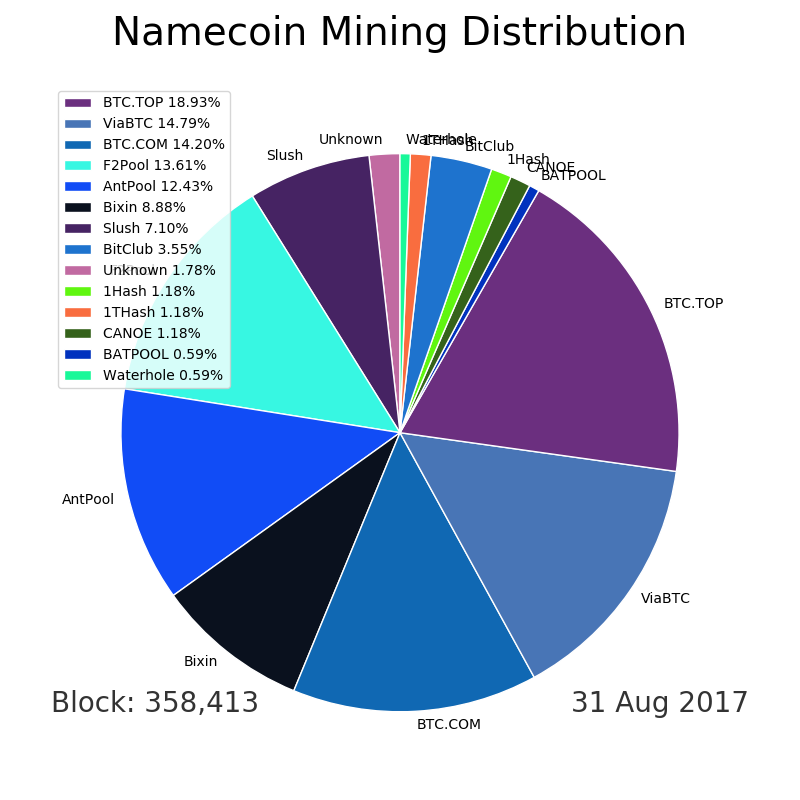 Namecoin Mining Distribution
BTC.TOP 18.93%
ViaBTC 14.79%
BTC.COM 14.20%
F2Pool 13.61%
AntPool 12.43%
Bixin 8.88%
Slush 7.10%
BitClub 3.55%
Unknown 1.78%
1Hash 1.18%
1THash 1.18%
CANOE 1.18%
BATPOOL 0.59%
Waterhole 0.59%
Slush
Unknown
Waterhole
1THash
BitClub
1Hash
CANOE
BATPOOL
BTC.TOP
ViaBTC
BTC.COM
Bixin
AntPool
Block: 358,413
31 Aug 2017